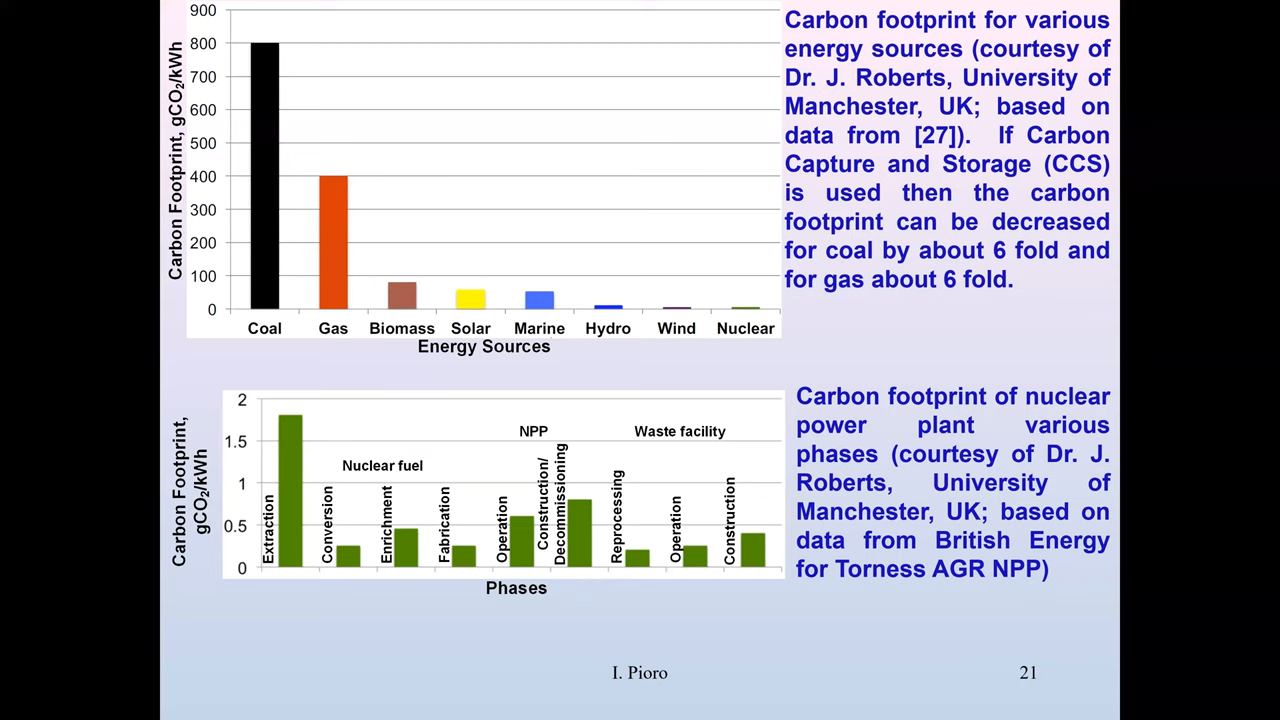 900
800
700
600
500
400
300
200
100
0
Carbon Footprint, gCO2/kWh
Coal Gas Biomass Solar Marine Hydro Wind Nuclear
Energy Sources
Carbon footprint for various
energy sources (courtesy of
Dr. J. Roberts, University of
Manchester, UK; based on
data from [27]). If Carbon
Capture and Storage (CCS)
is used then the carbon
footprint can be decreased
for coal by about 6 fold and
for gas about 6 fold.
2
1.5
1
0.5
0
Carbon Footprint,
gCO2/kWh
Nuclear fuel
NPP
Waste facility
Extraction
Conversion
Enrichment
Fabrication
Operation
Construction/
Decommissioning
Reprocessing
Operation
Construction
Phases
Carbon footprint of nuclear
power plant various
phases (courtesy of Dr. J.
Roberts, University of
Manchester, UK; based on
data from British Energy
for Torness AGR NPP)
I. Pioro
21